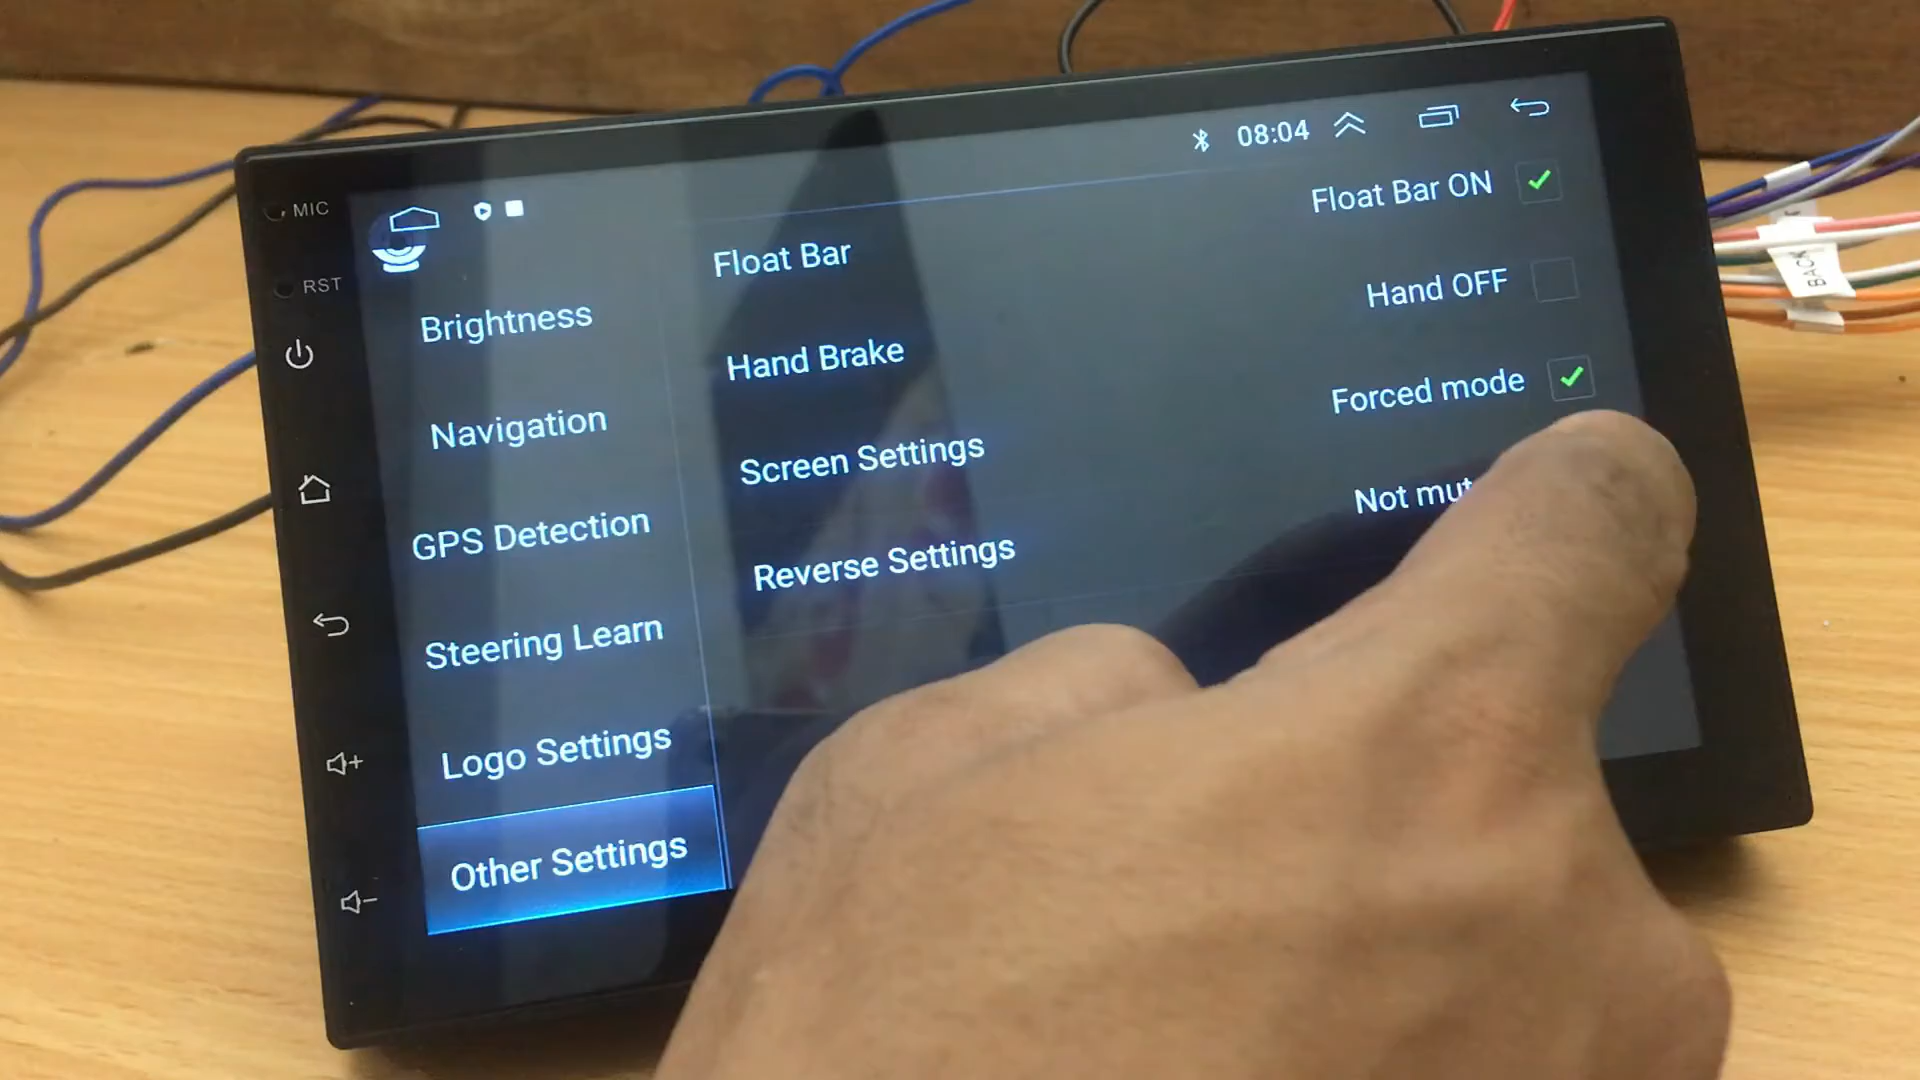 MIC
RST
08:04
Brightness
Navigation
GPS Detection
Steering Learn
Logo Settings
Other Settings
Float Bar
Float Bar ON
Hand Brake
Hand OFF
Screen Settings
Forced mode
Reverse Settings
Not
BACK